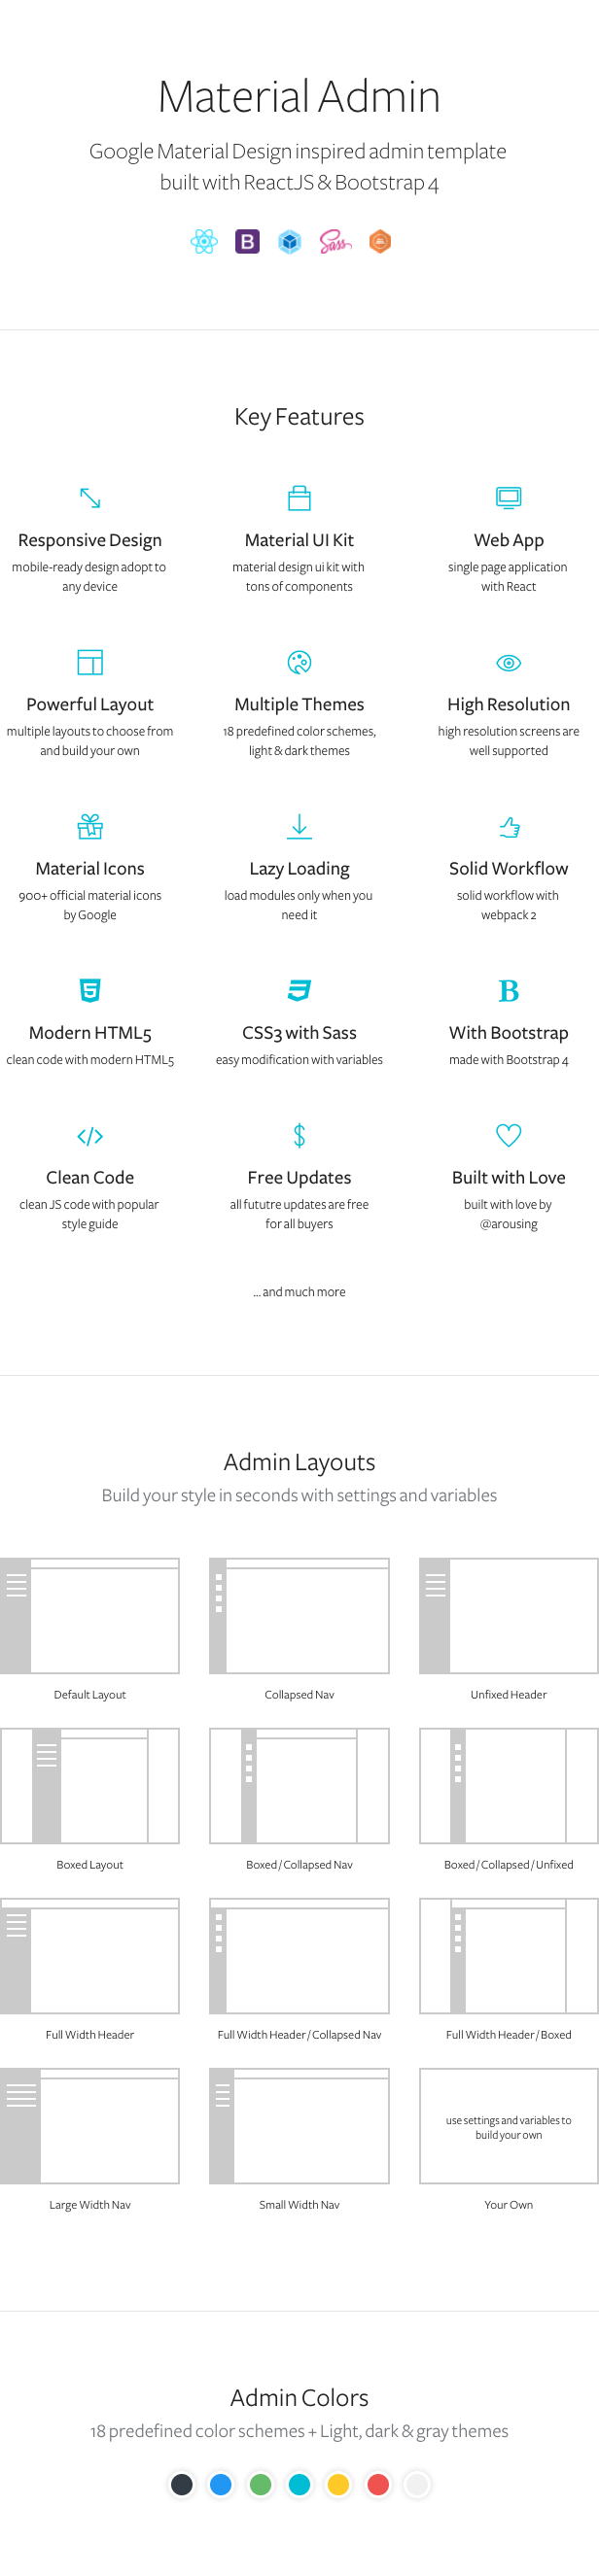 Material Admin
Google Material Design inspired admin template
built with ReactJS & Bootstrap 4
B
Sass
Key Features
Responsive Design
mobile-ready design adopt to
any device
Material UI Kit
material design ui kit with
tons of components
Web App
single page application
with React
Powerful Layout
multiple layouts to choose from
and build your own
Multiple Themes
18 predefined color schemes,
light & dark themes
High Resolution
high resolution screens are
well supported
Material Icons
900+ official material icons
by Google
Lazy Loading
load modules only when you
need it
Solid Workflow
solid workflow with
webpack 2
5
Modern HTML5
clean code with modern HTML5
3
CSS3 with Sass
easy modification with variables
B
With Bootstrap
made with Bootstrap 4
</>
Clean Code
clean JS code with popular
style guide
$
Free Updates
all fututre updates are free
for all buyers
Built with Love
built with love by
@arousing
... and much more
Admin Layouts
Build your style in seconds with settings and variables
Default Layout
Collapsed Nav
Unfixed Header
Boxed Layout
Boxed / Collapsed Nav
Boxed / Collapsed / Unfixed
Full Width Header
Full Width Header / Collapsed Nav
Full Width Header / Boxed
use settings and variables to
build your own
Large Width Nav
Small Width Nav
Your Own
Admin Colors
18 predefined color schemes + Light, dark & gray themes